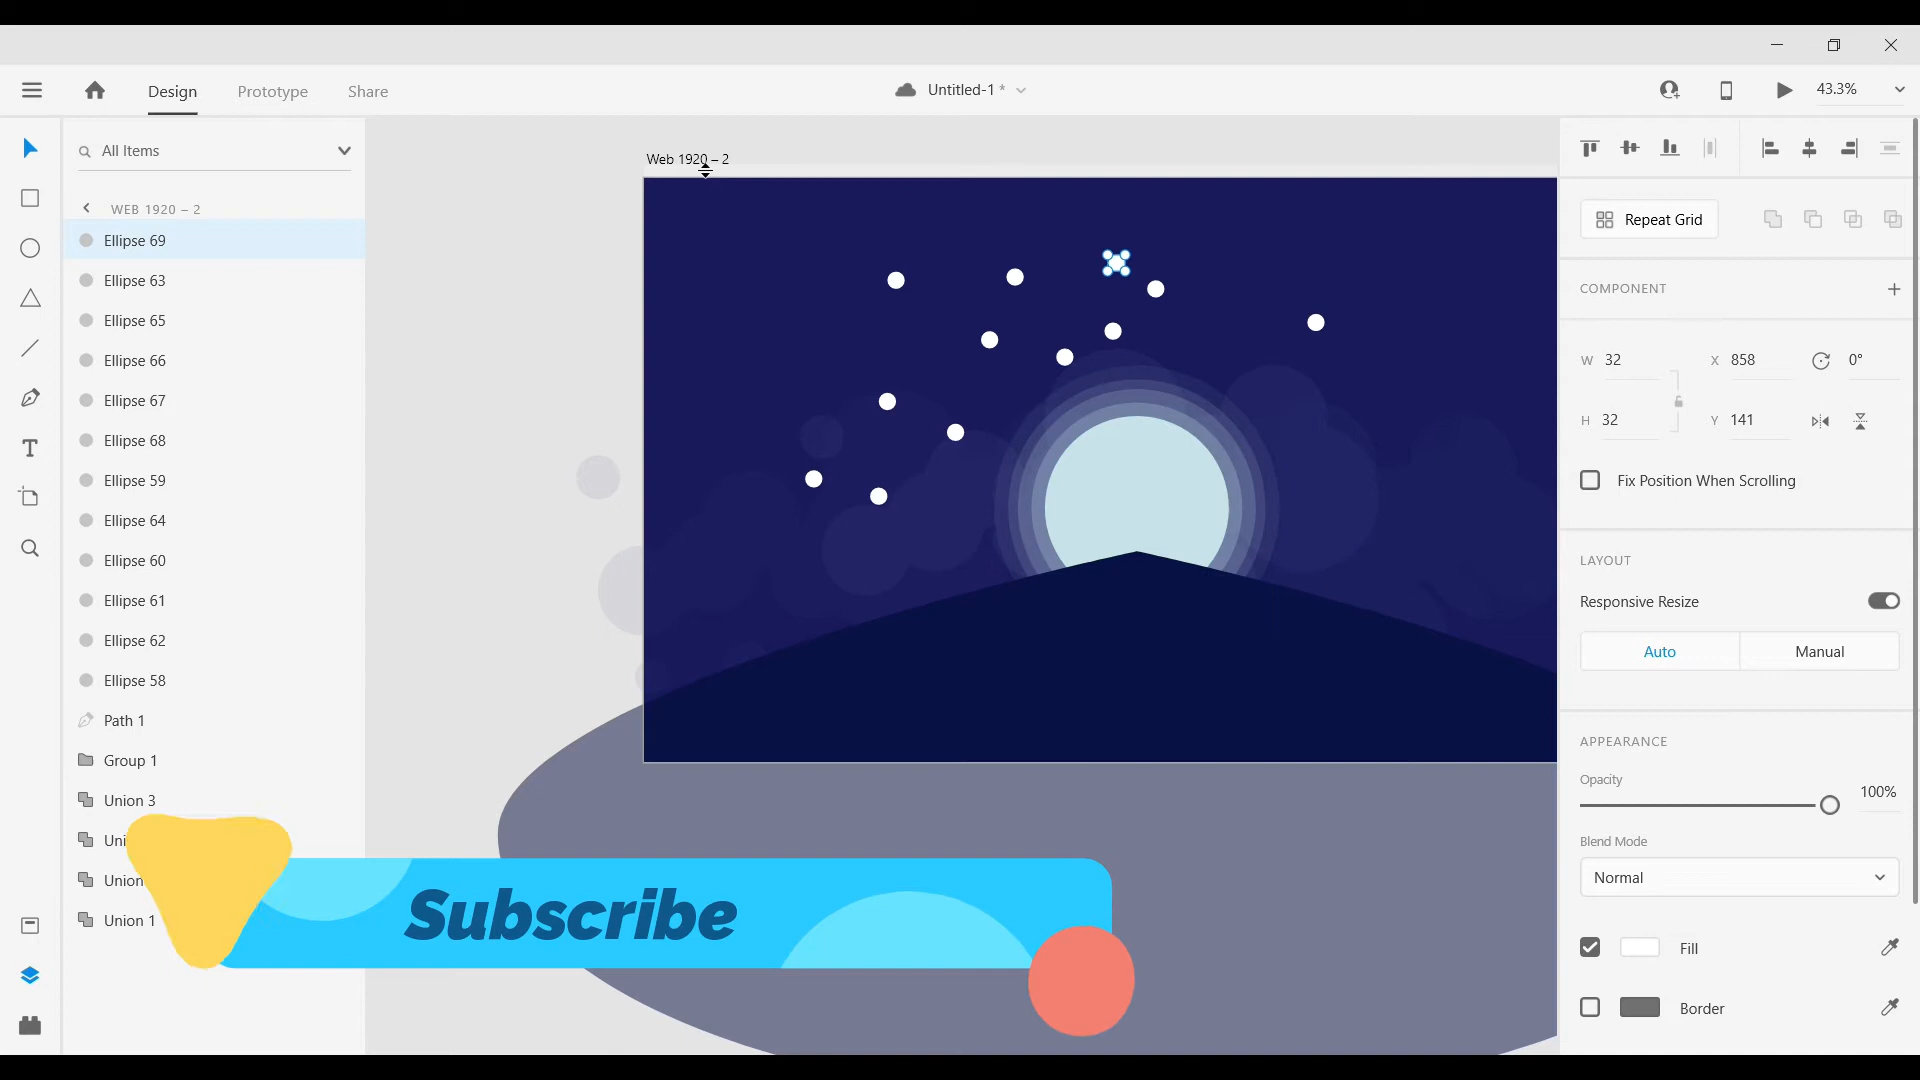 Design
Prototype
Share
Untitled-1 *
43.3%
All Items
WEB 1920 – 2
Ellipse 69
Ellipse 63
Ellipse 65
Ellipse 66
Ellipse 67
Ellipse 68
Ellipse 59
Ellipse 64
Ellipse 60
Ellipse 61
Ellipse 62
Ellipse 58
Path 1
Group 1
Union 3
Uni
Union
Union 1
Web 1920 – 2
Subscribe
Repeat Grid
COMPONENT
W 32 X 858 0°
H 32 Y 141
Fix Position When Scrolling
LAYOUT
Responsive Resize
Auto Manual
APPEARANCE
Opacity
100%
Blend Mode
Normal
Fill
Border